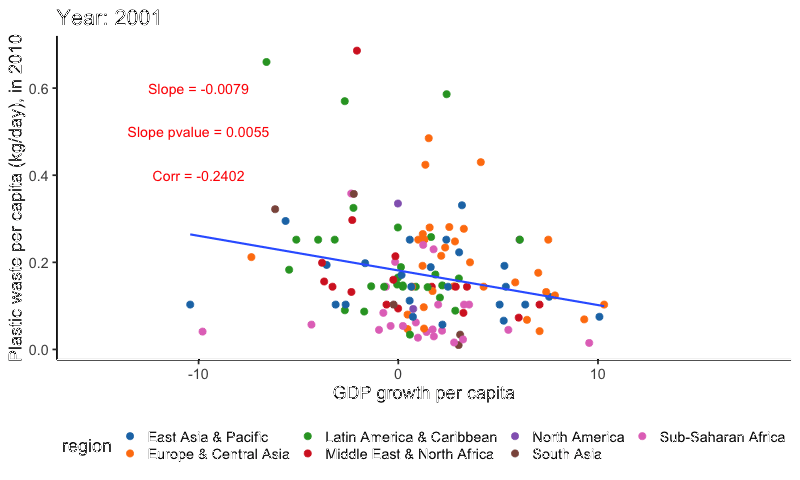 Year: 2001
Plastic waste per capita (kg/day), in 2010
0.6
0.4
0.2
0.0
Slope = -0.0079
Slope pvalue = 0.0055
Corr = -0.2402
-10 0 10
GDP growth per capita
region East Asia & Pacific Latin America & Caribbean North America Sub-Saharan Africa
Europe & Central Asia Middle East & North Africa South Asia